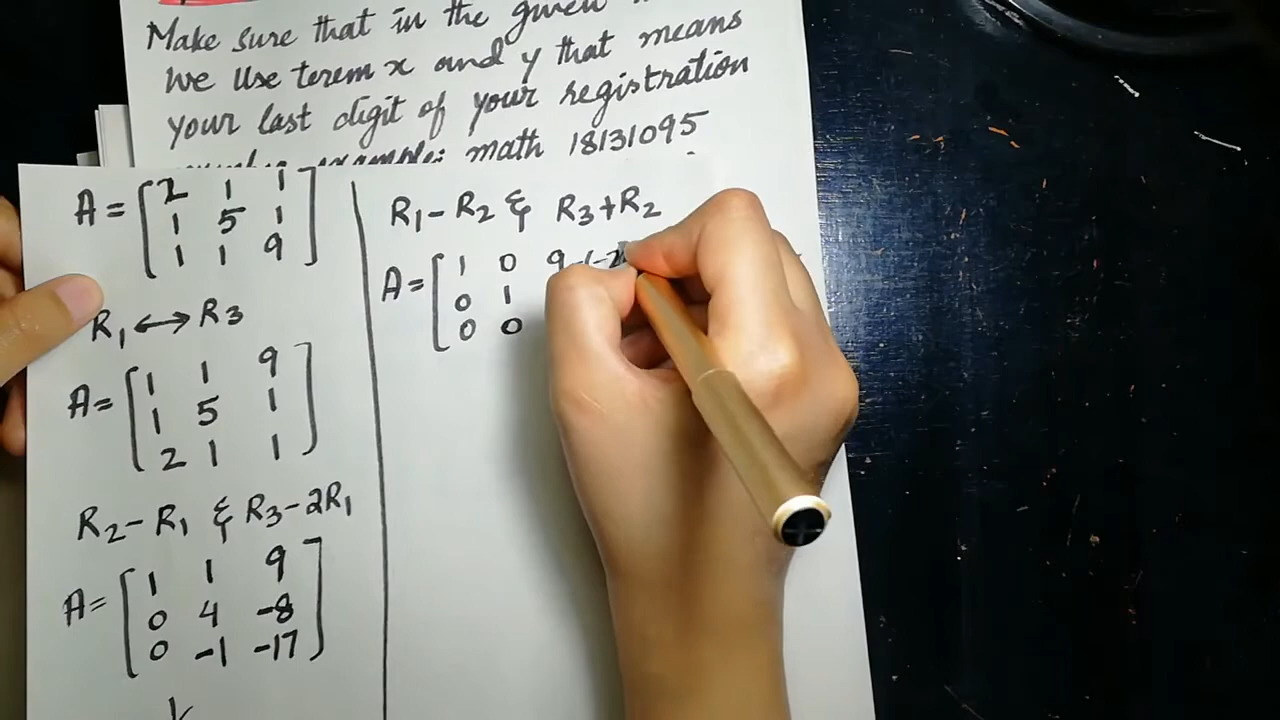 Make sure that in the given
We use terem x and y that means
your last digit of your registration
example: math 18131095
A = [2 1 1
1 5 1
1 1 9]
R1 ↔ R3
A = [1 1 9
1 5 1
2 1 1]
R2 - R1 & R3 - 2R1
A = [1 1 9
0 4 -8
0 -1 -17]
R1 - R2 & R3 + R2
A = [1 0 9-(-2
0 1
0 0